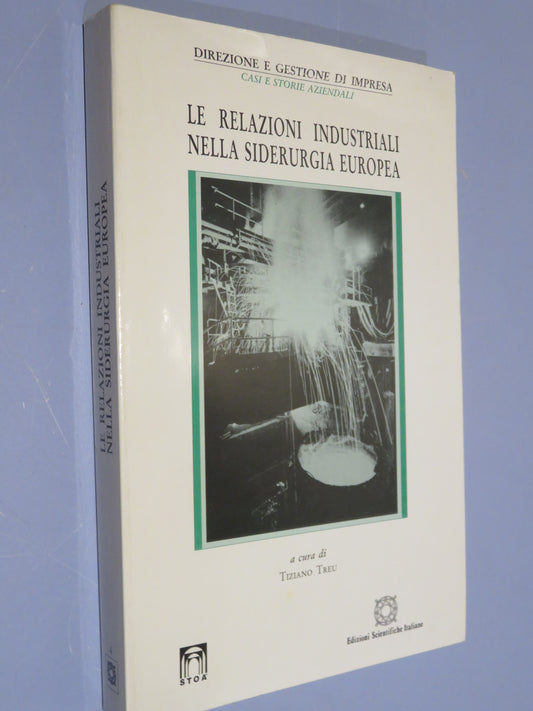 DIREZIONE E GESTIONE DI IMPRESA
CASI E STORIE AZIENDALI
LE RELAZIONI INDUSTRIALI
NELLA SIDERURGIA EUROPEA
a cura di
TIZIANO TREU
STOÀ
Edizioni Scientifiche Italiane
LE RELAZIONI INDUSTRIALI
NELLA SIDERURGIA EUROPEA